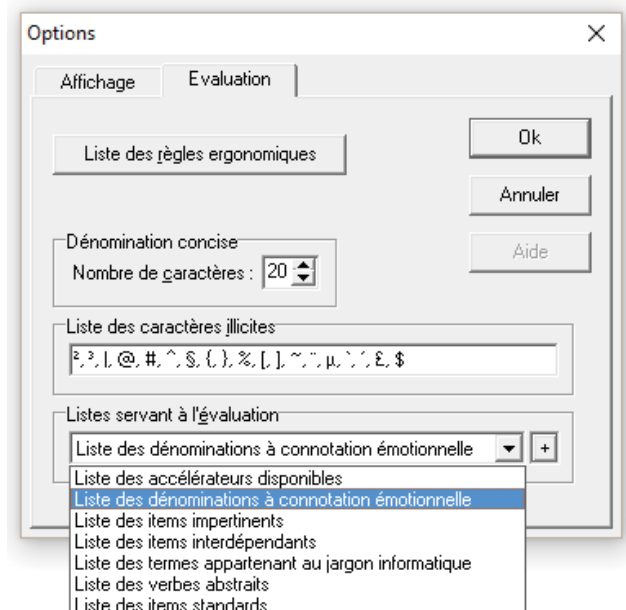 Options
Affichage
Evaluation
Liste des règles ergonomiques
Ok
Annuler
Dénomination concise
Nombre de caractères : 20
Aide
Liste des caractères illicites
², ³, |, @, #, ^, §, {, }, %, [, ], ~, ¨, µ, `, ´, £, $
Listes servant à l'évaluation
Liste des dénominations à connotation émotionnelle
+
Liste des accélérateurs disponibles
Liste des dénominations à connotation émotionnelle
Liste des items impertinents
Liste des items interdépendants
Liste des termes appartenant au jargon informatique
Liste des verbes abstraits
Liste des items standards